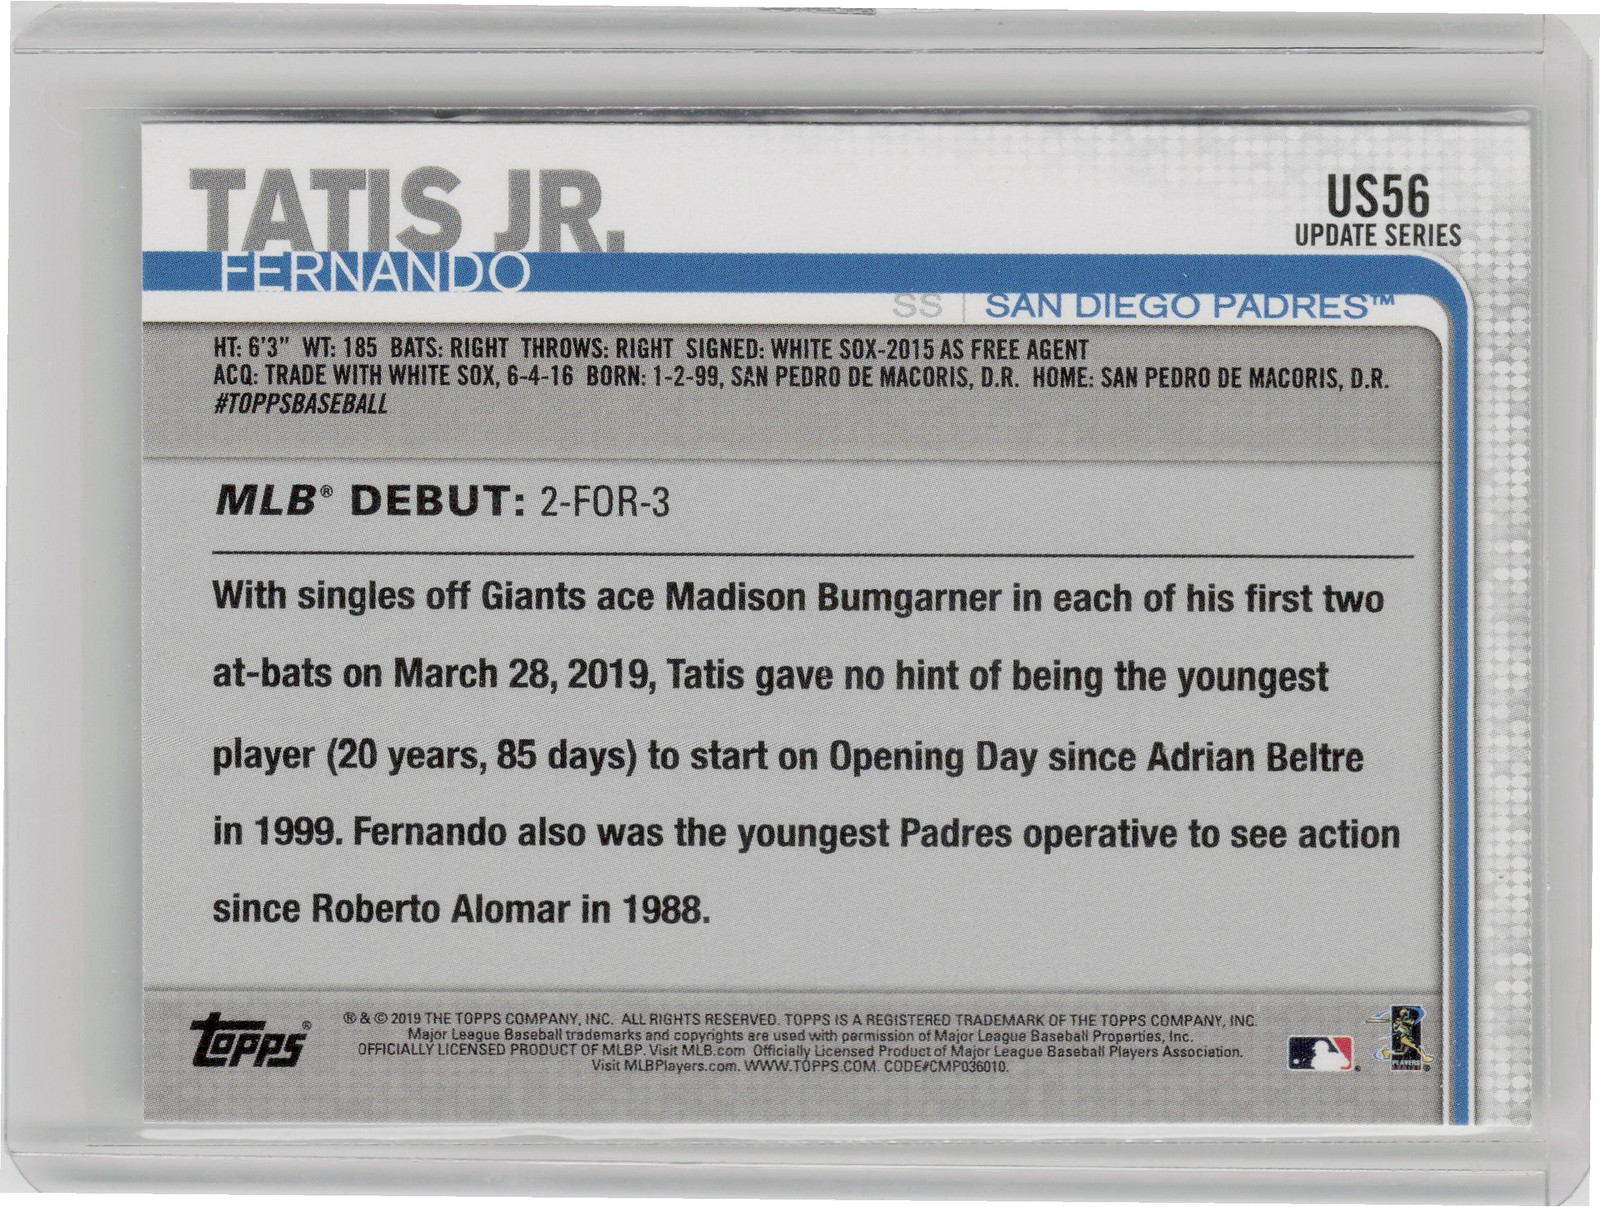 TATIS JR.
FERNANDO
US56
UPDATE SERIES
SS | SAN DIEGO PADRES™
HT: 6'3" WT: 185 BATS: RIGHT THROWS: RIGHT SIGNED: WHITE SOX-2015 AS FREE AGENT
ACQ: TRADE WITH WHITE SOX, 6-4-16 BORN: 1-2-99, SAN PEDRO DE MACORIS, D.R. HOME: SAN PEDRO DE MACORIS, D.R.
#TOPPSBASEBALL
MLB® DEBUT: 2-FOR-3
With singles off Giants ace Madison Bumgarner in each of his first two
at-bats on March 28, 2019, Tatis gave no hint of being the youngest
player (20 years, 85 days) to start on Opening Day since Adrian Beltre
in 1999. Fernando also was the youngest Padres operative to see action
since Roberto Alomar in 1988.
Topps®
® & © 2019 THE TOPPS COMPANY, INC. ALL RIGHTS RESERVED. TOPPS IS A REGISTERED TRADEMARK OF THE TOPPS COMPANY, INC.
Major League Baseball trademarks and copyrights are used with permission of Major League Baseball Properties, Inc.
OFFICIALLY LICENSED PRODUCT OF MLBP. Visit MLB.com Officially Licensed Product of Major League Baseball Players Association.
Visit MLBPlayers.com. WWW.TOPPS.COM. CODE#CMP036010.
PLAYERS